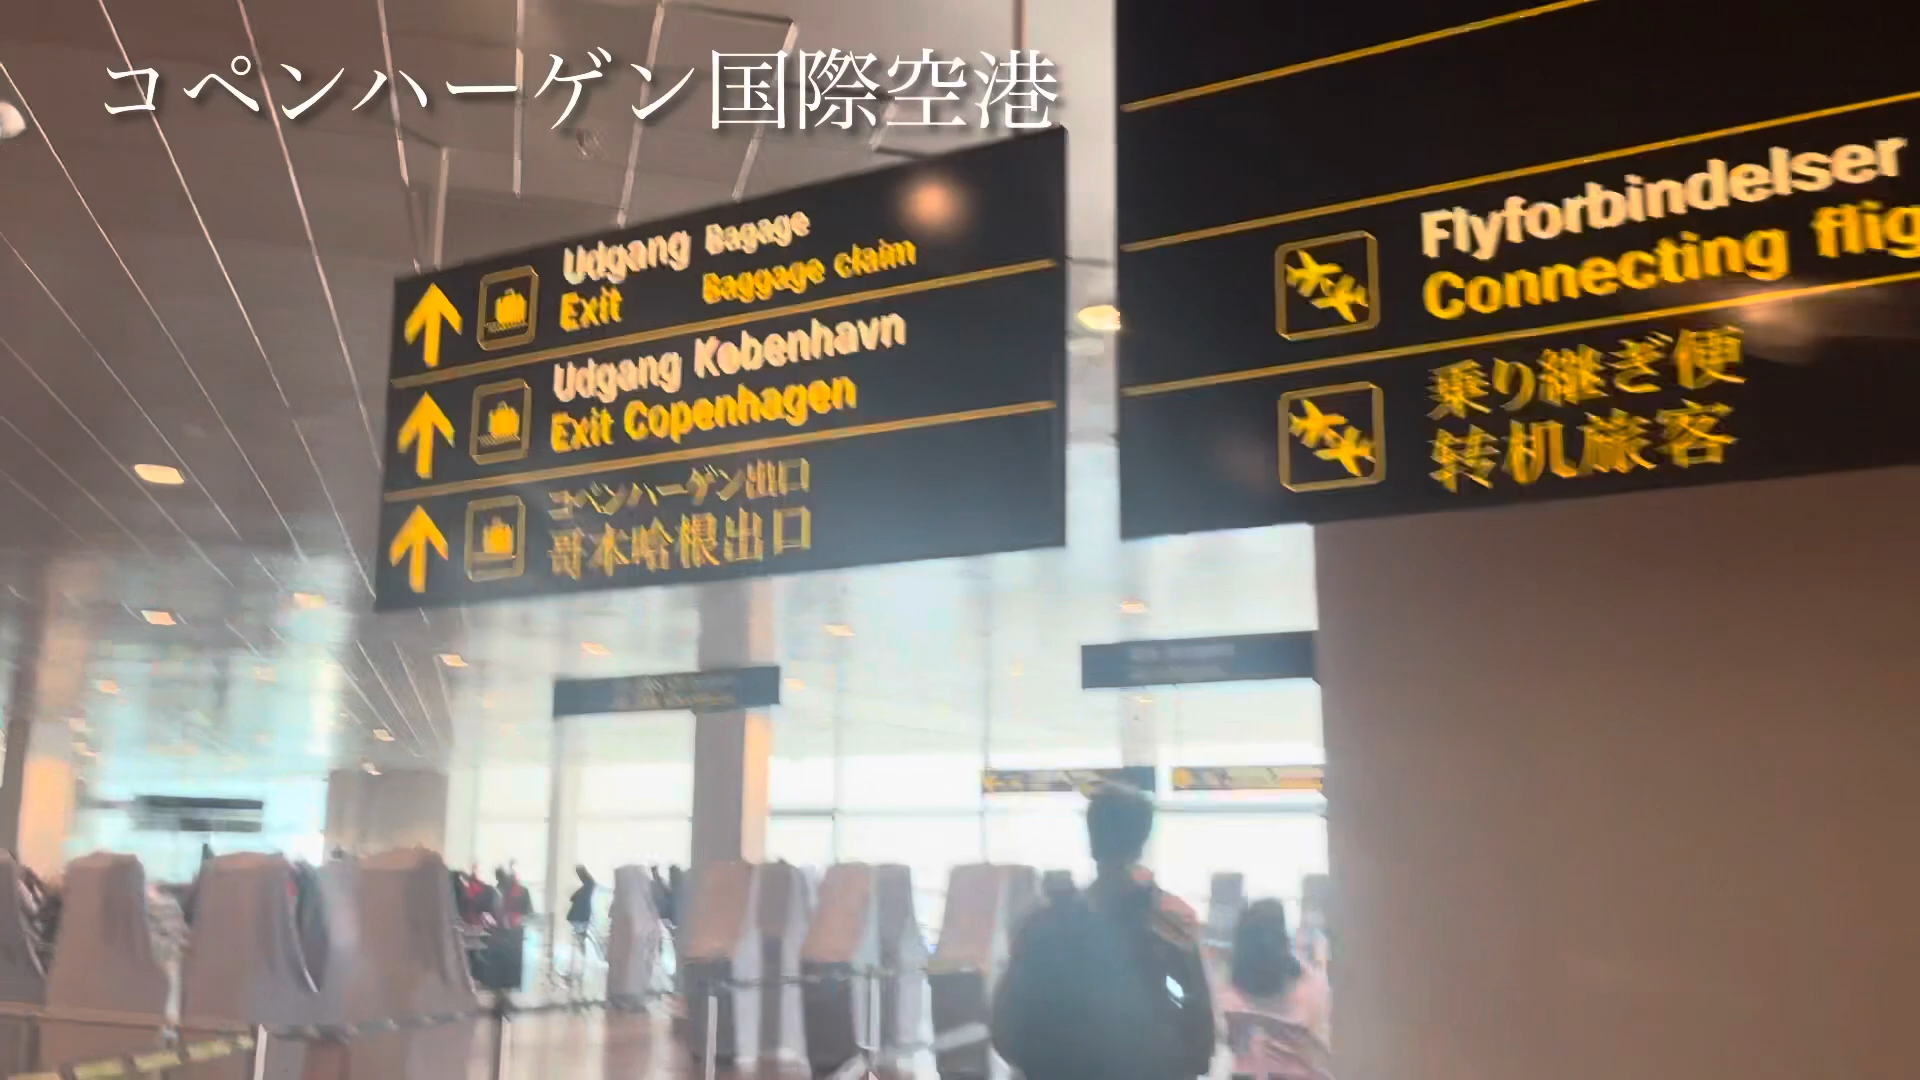 コペンハーゲン国際空港
Udgang Bagage
Exit Baggage claim
Udgang København
Exit Copenhagen
コペンハーゲン出口
哥本哈根出口
Flyforbindelser
Connecting flig
乗り継ぎ便
转机旅客